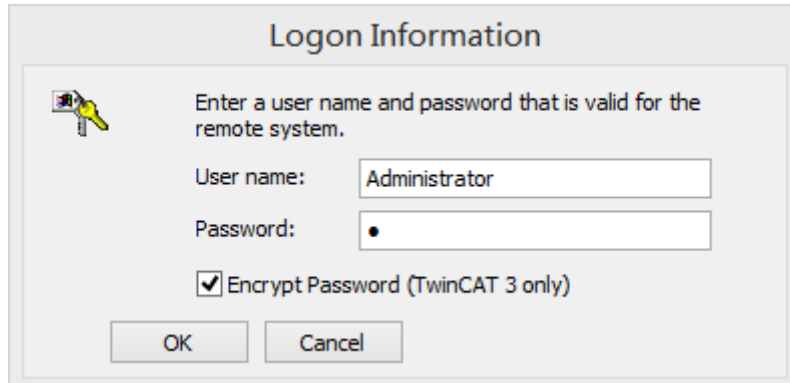 Logon Information
Enter a user name and password that is valid for the
remote system.
User name: Administrator
Password: ●
Encrypt Password (TwinCAT 3 only)
OK Cancel